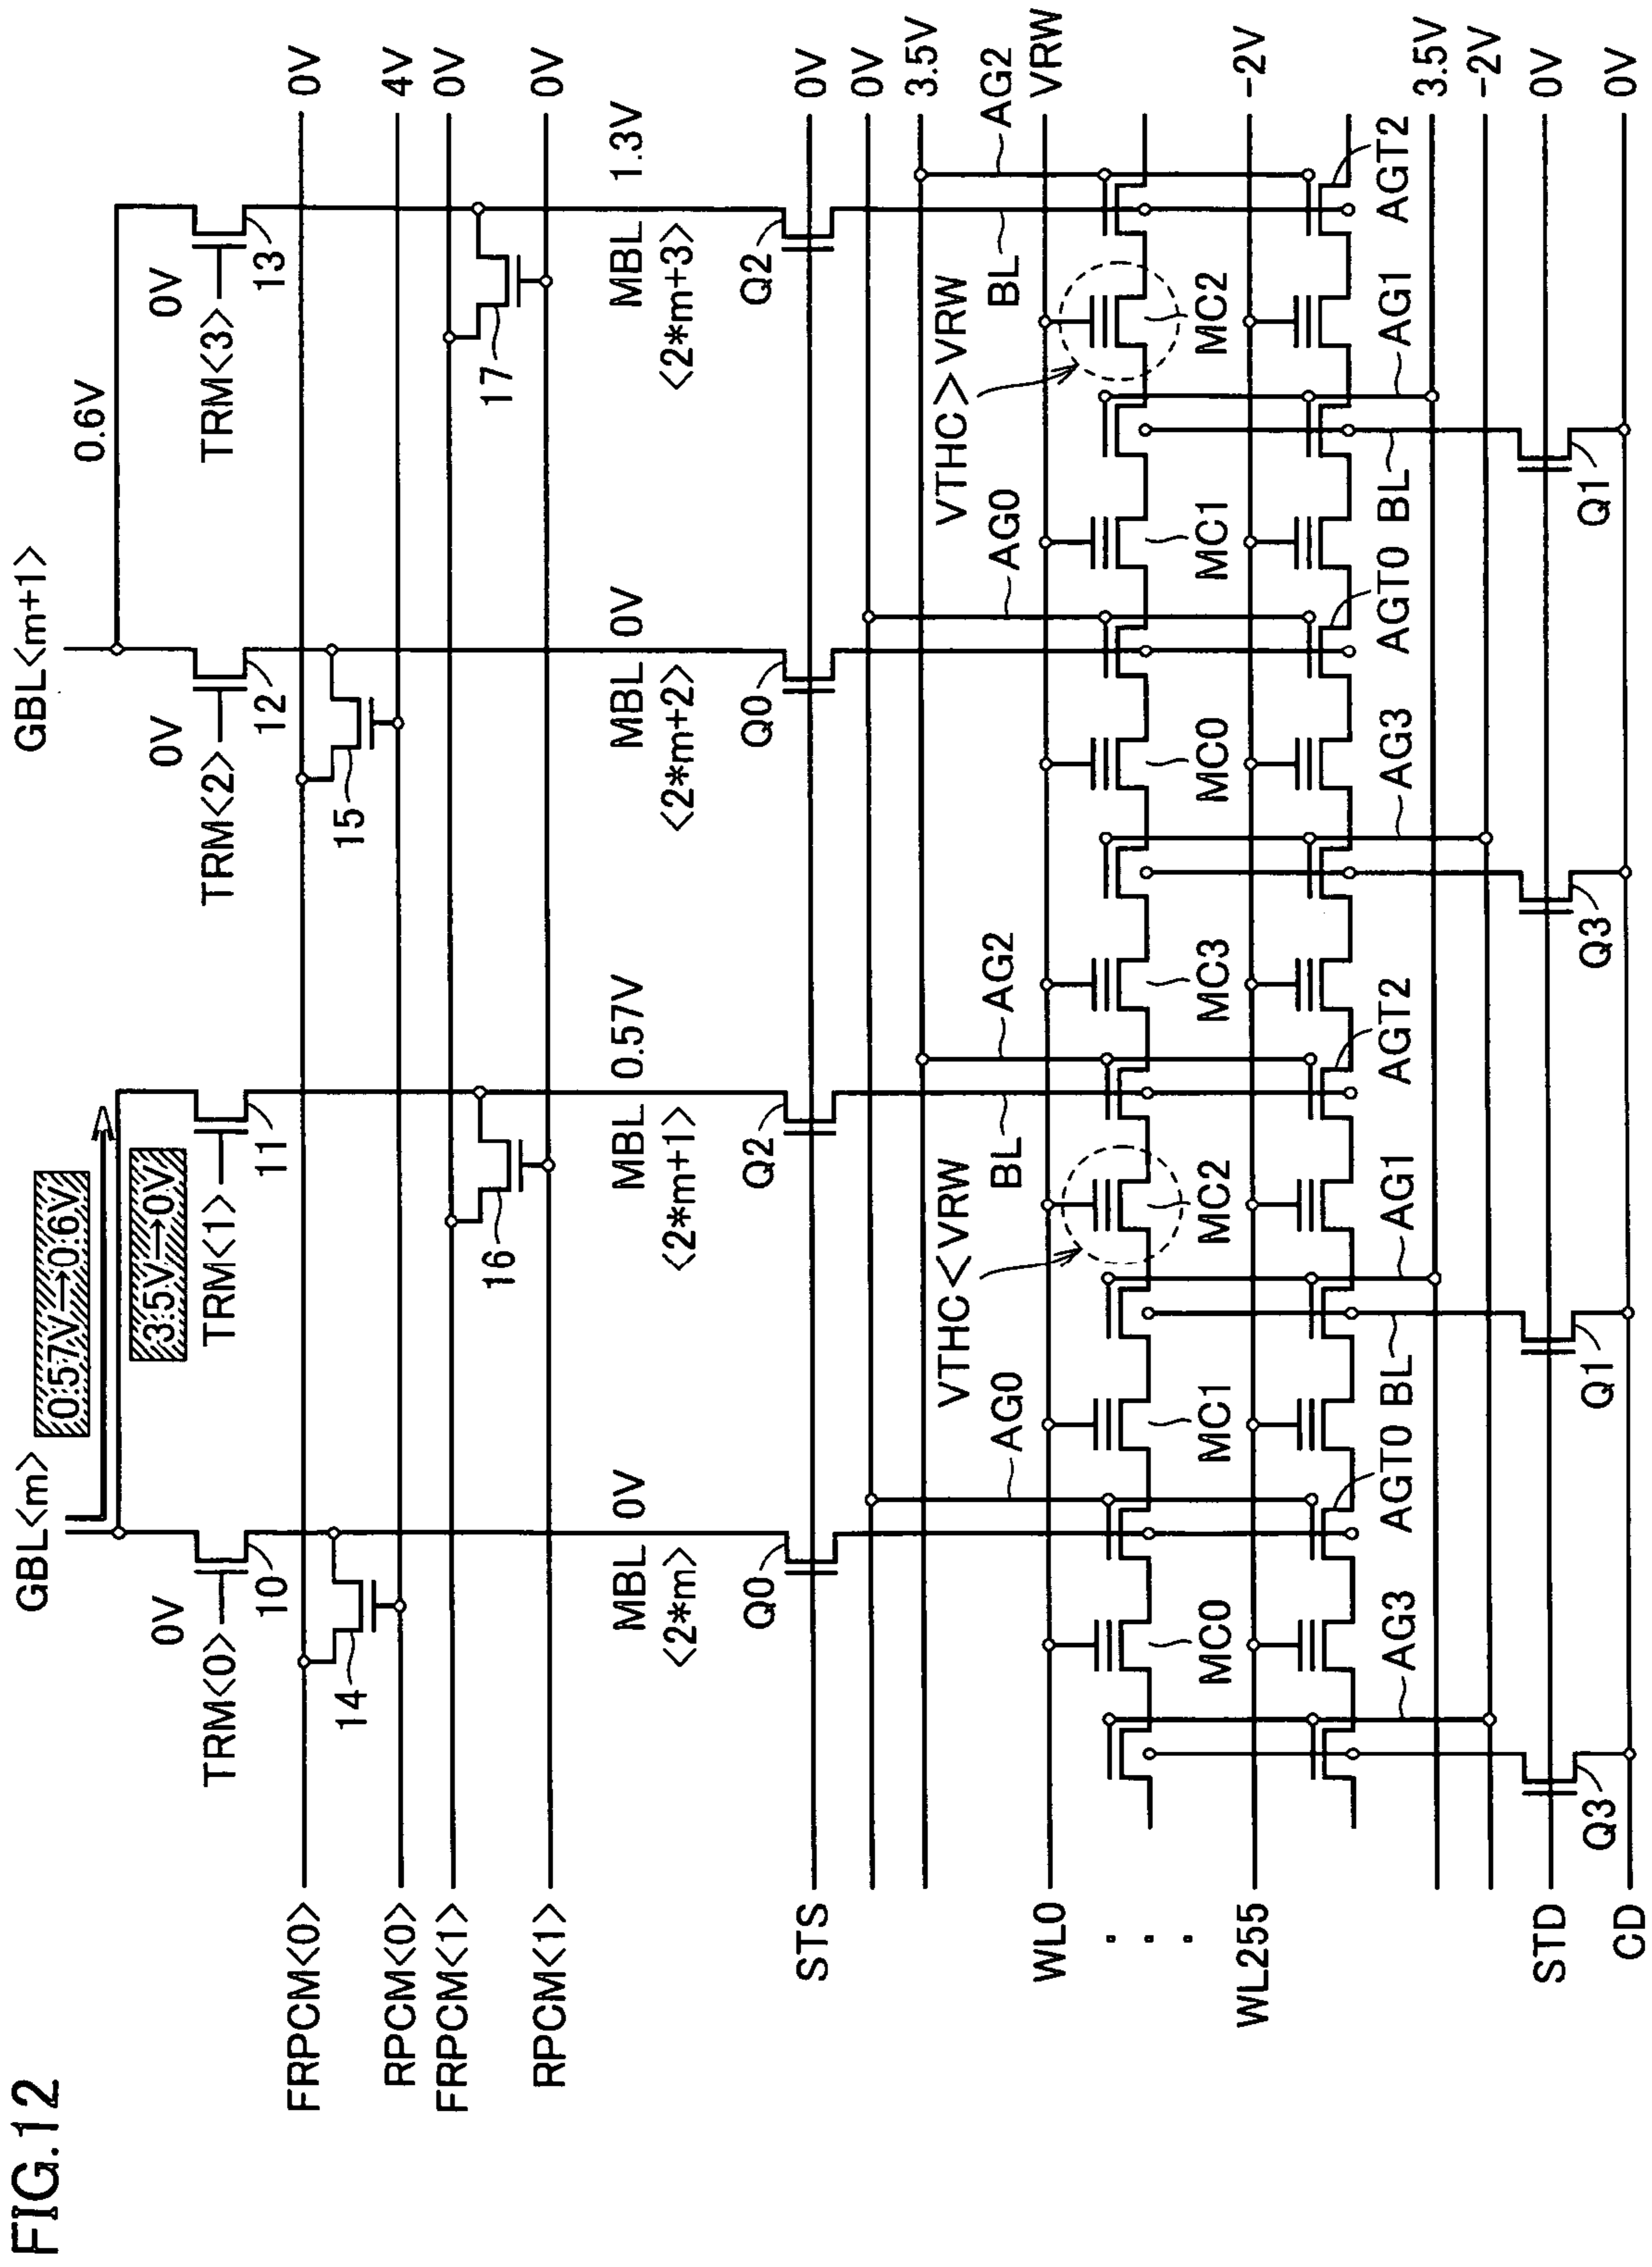 FIG.12
GBL<m>
GBL<m+1>
0.57V→0.6V
0.6V
3.5V→0V
0V
TRM<0>
10
TRM<1>
11
0V
TRM<2>
12
0V
TRM<3>
13
FRPCM<0>
0V
14
15
RPCM<0>
4V
FRPCM<1>
0V
16
17
RPCM<1>
0V
MBL 0V
<2*m>
MBL 0.57V
<2*m+1>
MBL 0V
<2*m+2>
MBL 1.3V
<2*m+3>
Q0
Q2
Q0
Q2
STS
0V
0V
3.5V
AG0
BL
AG2
AG0
BL
AG2
VTHC<VRW
VTHC>VRW
WL0
VRW
MC0
MC1
MC2
MC3
MC0
MC1
MC2
WL255
-2V
AG3
AGT0
BL
AG1
AGT2
AG3
AGT0
BL
AG1
AGT2
3.5V
-2V
STD
0V
Q3
Q1
Q3
Q1
CD
0V